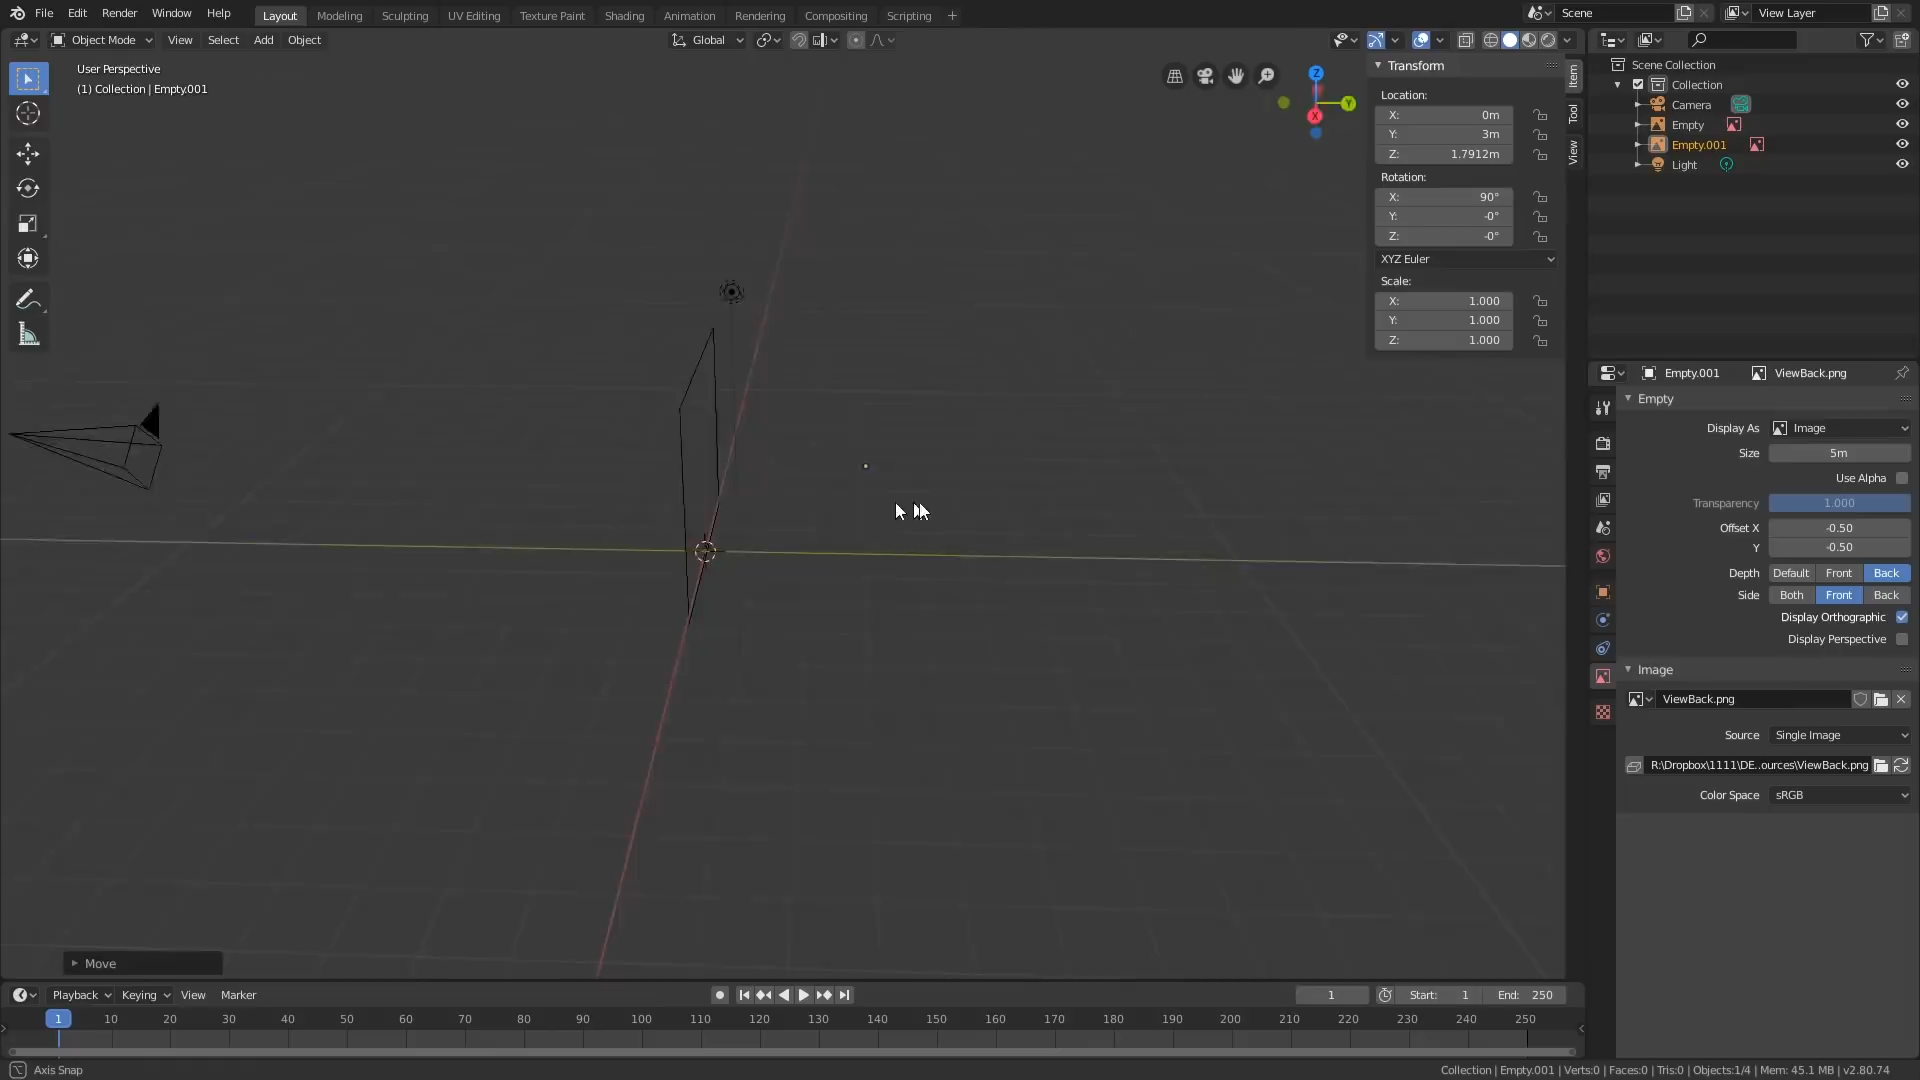 File Edit Render Window Help Layout Modeling Sculpting UV Editing Texture Paint Shading Animation Rendering Compositing Scripting + Scene View Layer
Object Mode View Select Add Object Global
User Perspective
(1) Collection | Empty.001
Z
Y
X
Transform
Location:
X: 0m
Y: 3m
Z: 1.7912m
Rotation:
X: 90°
Y: -0°
Z: -0°
XYZ Euler
Scale:
X: 1.000
Y: 1.000
Z: 1.000
Item
Tool
View
Scene Collection
Collection
Camera
Empty
Empty.001
Light
Empty.001 ViewBack.png
Empty
Display As Image
Size 5m
Use Alpha
Transparency 1.000
Offset X -0.50
Y -0.50
Depth Default Front Back
Side Both Front Back
Display Orthographic
Display Perspective
Image
ViewBack.png
Source Single Image
R:\Dropbox\1111\DE..ources\ViewBack.png
Color Space sRGB
Move
Playback Keying View Marker 1 Start: 1 End: 250
1 10 20 30 40 50 60 70 80 90 100 110 120 130 140 150 160 170 180 190 200 210 220 230 240 250
Axis Snap Collection | Empty.001 | Verts:0 | Faces:0 | Tris:0 | Objects:1/4 | Mem: 45.1 MB | v2.80.74